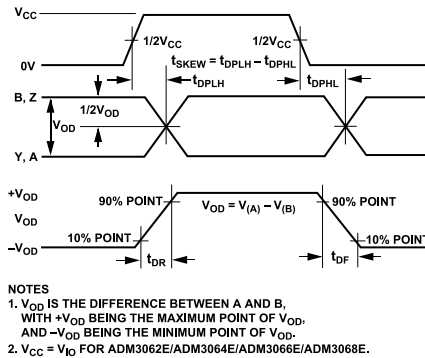 VCC
1/2VCC
1/2VCC
tSKEW = tDPLH – tDPHL
0V
tDPLH
tDPHL
B, Z
1/2VOD
VOD
Y, A
+VOD
90% POINT
VOD = V(A) – V(B)
90% POINT
VOD
10% POINT
10% POINT
–VOD
tDR
tDF
NOTES
1. VOD IS THE DIFFERENCE BETWEEN A AND B,
WITH +VOD BEING THE MAXIMUM POINT OF VOD,
AND –VOD BEING THE MINIMUM POINT OF VOD.
2. VCC = VIO FOR ADM3062E/ADM3064E/ADM3066E/ADM3068E.